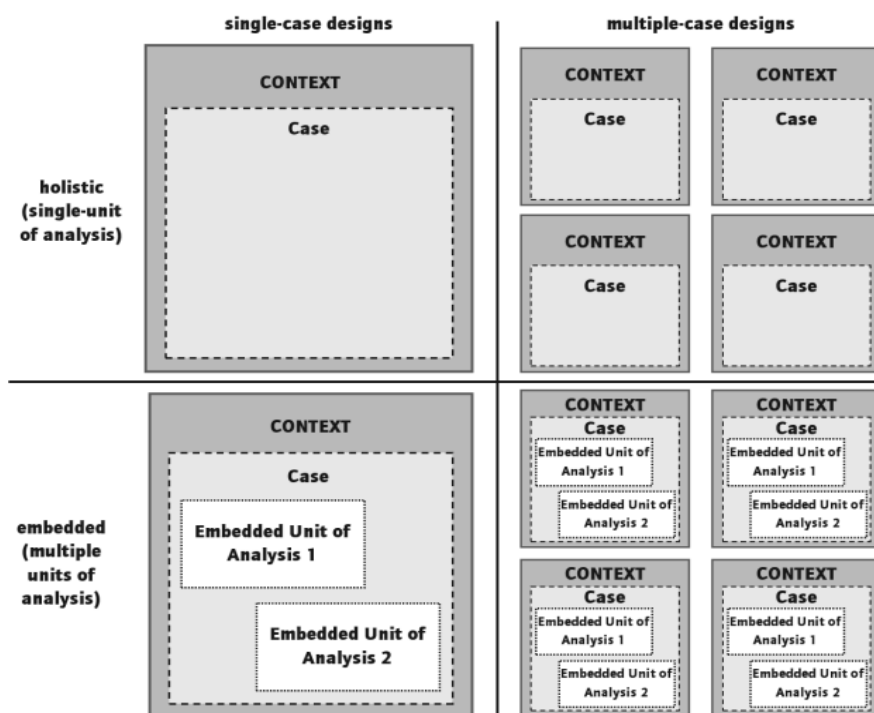 single-case designs
multiple-case designs
CONTEXT
Case
holistic
(single-unit
of analysis)
CONTEXT
Case
CONTEXT
Case
CONTEXT
Case
CONTEXT
Case
embedded
(multiple
units of
analysis)
CONTEXT
Case
Embedded Unit of
Analysis 1
Embedded Unit of
Analysis 2
CONTEXT
Case
Embedded Unit of
Analysis 1
Embedded Unit of
Analysis 2
CONTEXT
Case
Embedded Unit of
Analysis 1
Embedded Unit of
Analysis 2
CONTEXT
Case
Embedded Unit of
Analysis 1
Embedded Unit of
Analysis 2
CONTEXT
Case
Embedded Unit of
Analysis 1
Embedded Unit of
Analysis 2